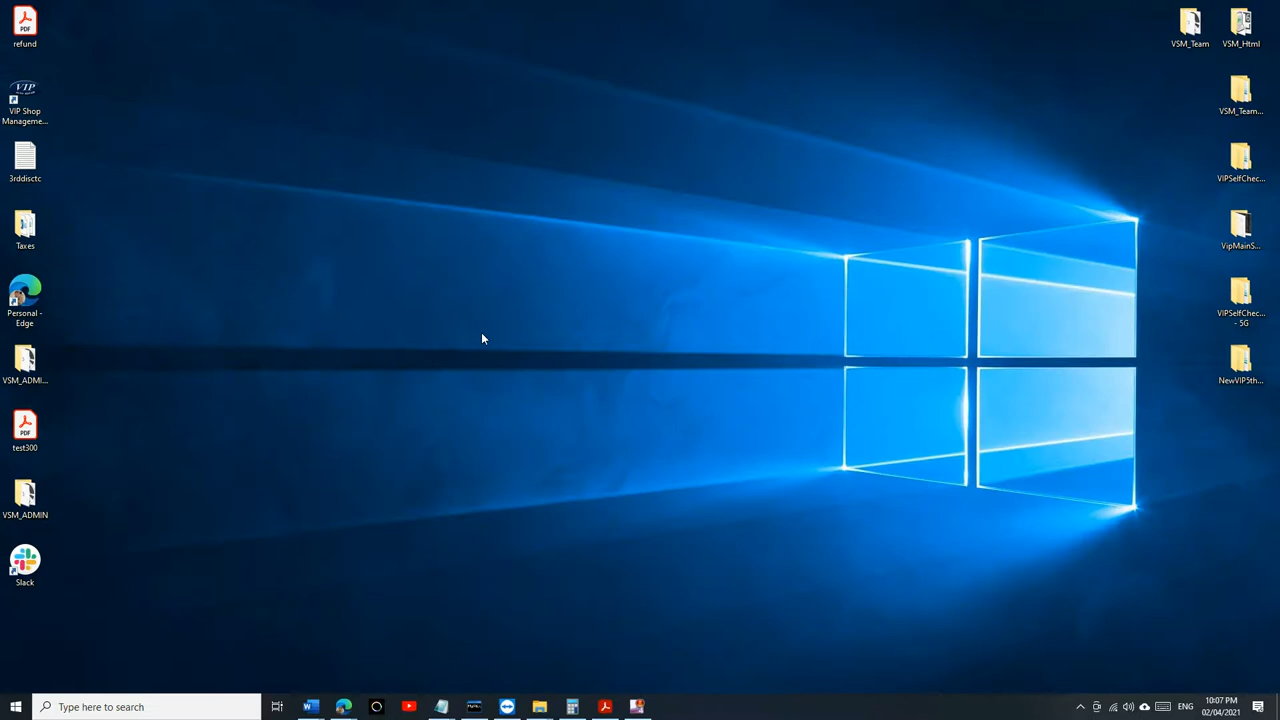 PDF
refund
VIP
VIP Shop
Manageme...
3rddisctc
Taxes
Personal -
Edge
VSM_ADMI...
PDF
test300
VSM_ADMIN
Slack
VSM_Team
VSM_Html
VSM_Team...
VIPSelfChec...
VipMainS...
VIPSelfChec...
- 5G
NewVIP5th...
Type here to search
ENG
10:07 PM
02/04/2021